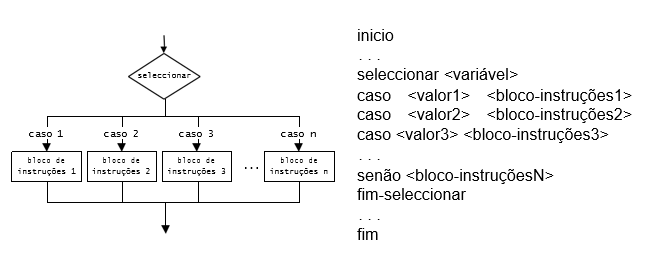 seleccionar
caso 1
caso 2
caso 3
caso n
bloco de
instruções 1
bloco de
instruções 2
bloco de
instruções 3
...
bloco de
instruções n
inicio
. . .
seleccionar <variável>
caso <valor1> <bloco-instruções1>
caso <valor2> <bloco-instruções2>
caso <valor3> <bloco-instruções3>
. . .
senão <bloco-instruçõesN>
fim-seleccionar
. . .
fim